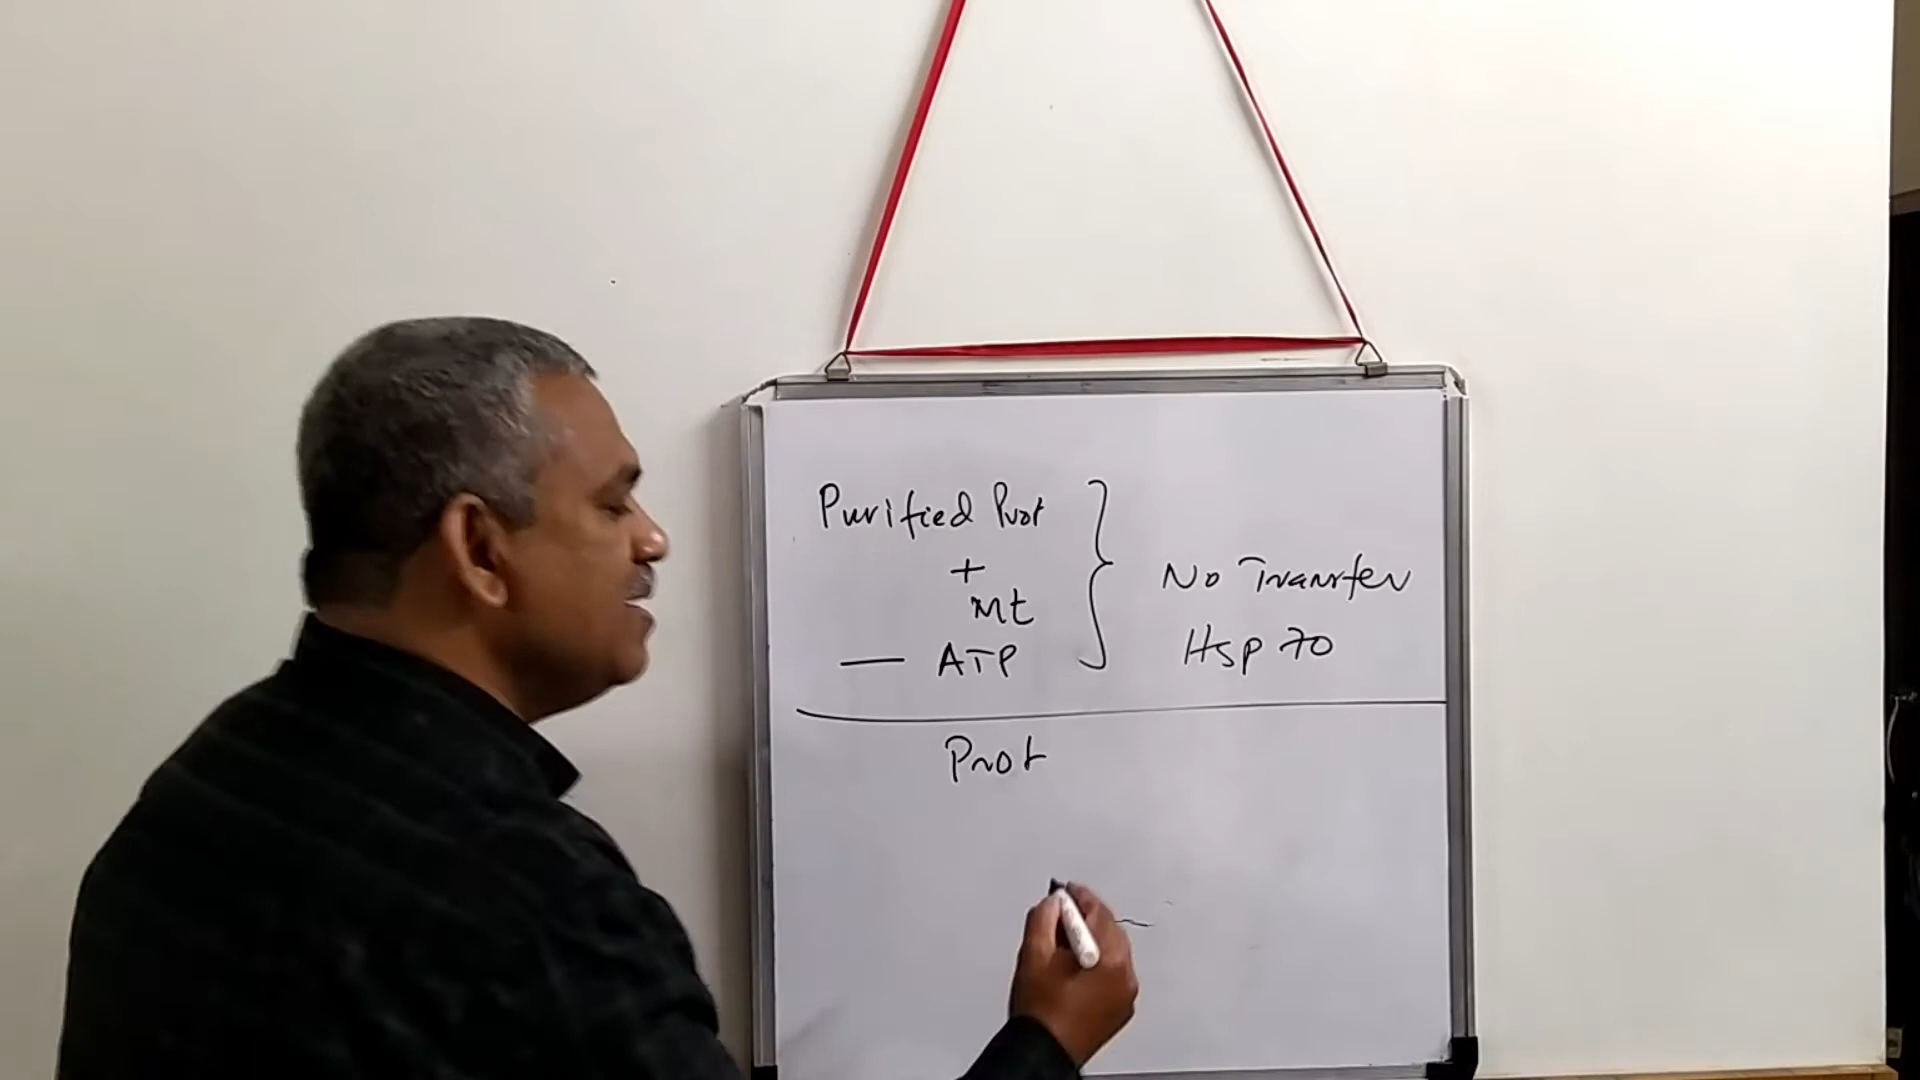 Purified Prot
+
Mt
— ATP
No Transfer
Hsp 70
Prot